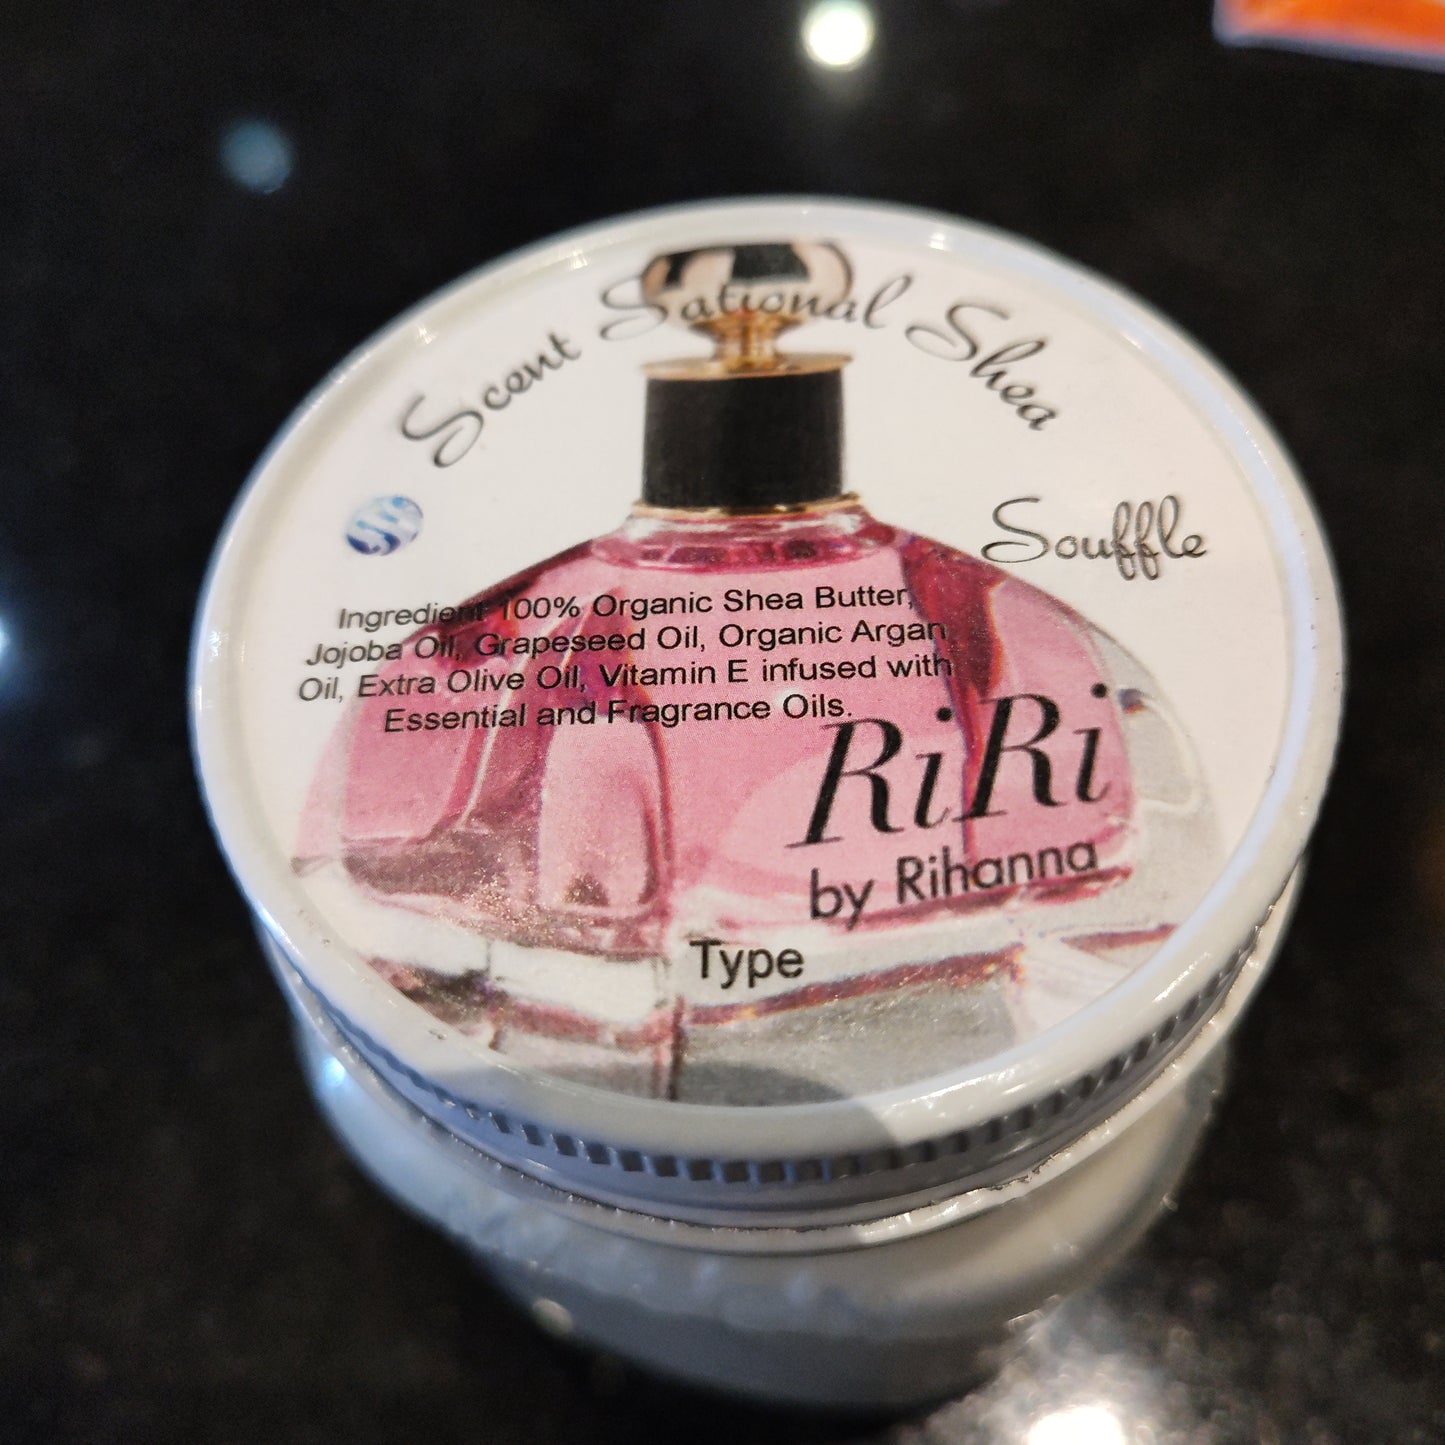 Scent Sational Shea
Souffle
Ingredient 100% Organic Shea Butter,
Jojoba Oil, Grapeseed Oil, Organic Argan
Oil, Extra Olive Oil, Vitamin E infused with
Essential and Fragrance Oils.
RiRi
by Rihanna
Type